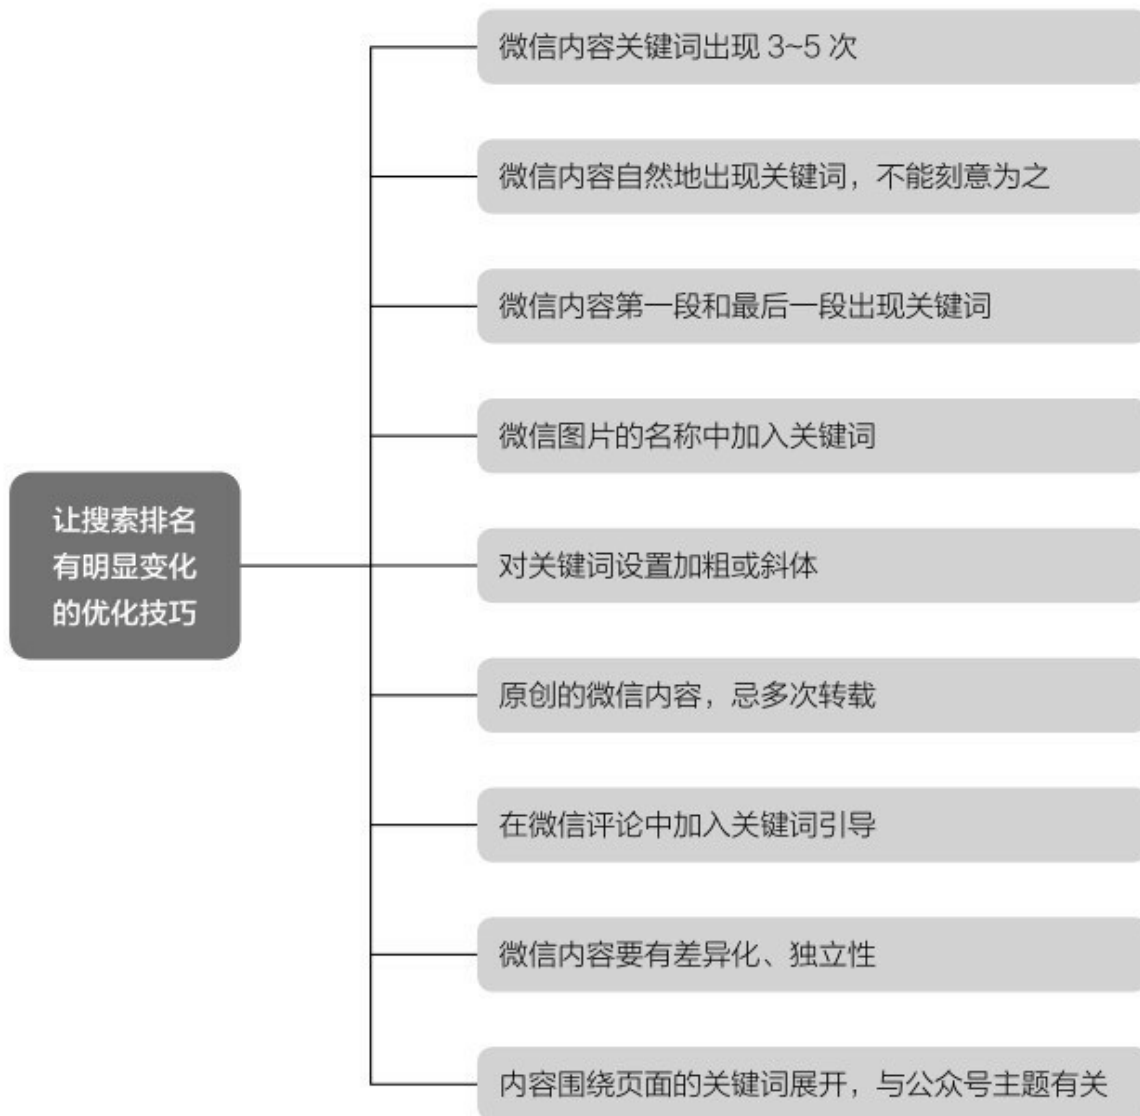 让搜索排名
有明显变化
的优化技巧
微信内容关键词出现 3~5 次
微信内容自然地出现关键词，不能刻意为之
微信内容第一段和最后一段出现关键词
微信图片的名称中加入关键词
对关键词设置加粗或斜体
原创的微信内容，忌多次转载
在微信评论中加入关键词引导
微信内容要有差异化、独立性
内容围绕页面的关键词展开，与公众号主题有关